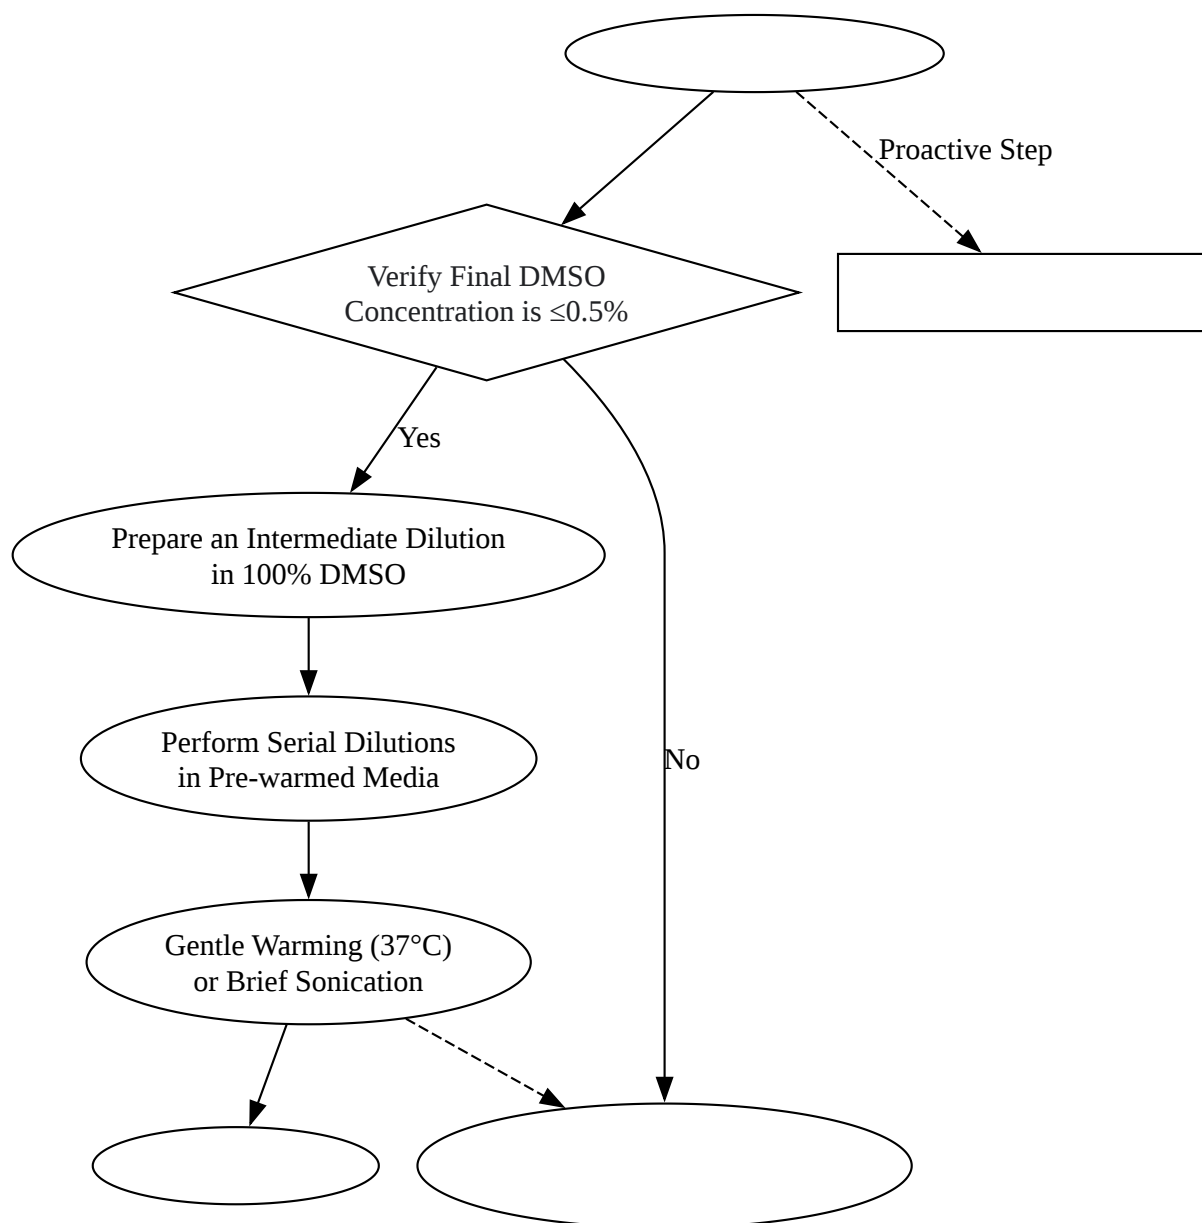 Proactive Step
Verify Final DMSO
Concentration is ≤0.5%
Yes
Prepare an Intermediate Dilution
in 100% DMSO
Perform Serial Dilutions
in Pre-warmed Media
No
Gentle Warming (37°C)
or Brief Sonication